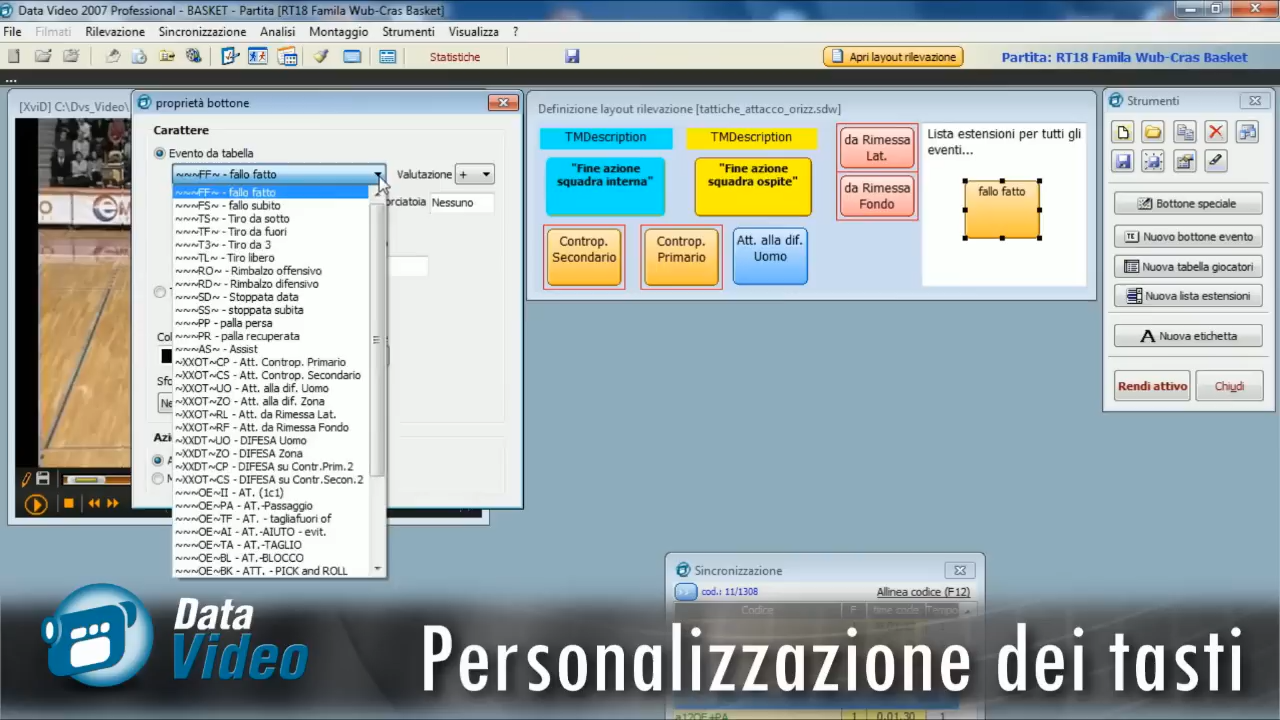 Data Video 2007 Professional - BASKET - Partita [RT18 Famila Wub-Cras Basket]
File Filmati Rilevazione Sincronizzazione Analisi Montaggio Strumenti Visualizza ?
Statistiche
Apri layout rilevazione
Partita: RT18 Famila Wub-Cras Basket
...
[XviD] C:\Dvs_Video\
proprietà bottone
Carattere
Evento da tabella
~~~FF~ - fallo fatto
Valutazione +
Nessuno
~~~FF~ - fallo fatto
~~~FS~ - fallo subito
~~~TS~ - Tiro da sotto
~~~TF~ - Tiro da fuori
~~~T3~ - Tiro da 3
~~~TL~ - Tiro libero
~~~RO~ - Rimbalzo offensivo
~~~RD~ - Rimbalzo difensivo
~~~SD~ - Stoppata data
~~~SS~ - stoppata subita
~~~PP - palla persa
~~~PR - palla recuperata
~~~AS~ - Assist
~XXOT~CP - Att. Controp. Primario
~XXOT~CS - Att. Controp. Secondario
~XXOT~UO - Att. alla dif. Uomo
~XXOT~ZO - Att. alla dif. Zona
~XXOT~RL - Att. da Rimessa Lat.
~XXOT~RF - Att. da Rimessa Fondo
~XXDT~UO - DIFESA Uomo
~XXDT~ZO - DIFESA Zona
~XXDT~CP - DIFESA su Contr.Prim.2
~XXOT~CS - DIFESA su Contr.Secon.2
~~~OE~II - AT. (1c1)
~~~OE~PA - AT.-Passaggio
~~~OE~TF - AT. - tagliafuori of
~~~OE~AI - AT.-AIUTO - evit.
~~~OE~TA - AT.-TAGLIO
~~~OE~BL - AT.-BLOCCO
~~~OE~BK - ATT. - PICK and ROLL
Definizione layout rilevazione [tattiche_attacco_orizz.sdw]
TMDescription
TMDescription
"Fine azione
squadra interna"
"Fine azione
squadra ospite"
da Rimessa
Lat.
da Rimessa
Fondo
Controp.
Secondario
Controp.
Primario
Att. alla dif.
Uomo
Lista estensioni per tutti gli
eventi...
fallo fatto
Strumenti
Bottone speciale
TE Nuovo bottone evento
Nuova tabella giocatori
Nuova lista estensioni
A Nuova etichetta
Rendi attivo
Chiudi
Sincronizzazione
cod.: 11/1308
Allinea codice (F12)
Codice F time code Tempo
a12OE+PA 1 0.01.30 1
Data
Video
Personalizzazione dei tasti